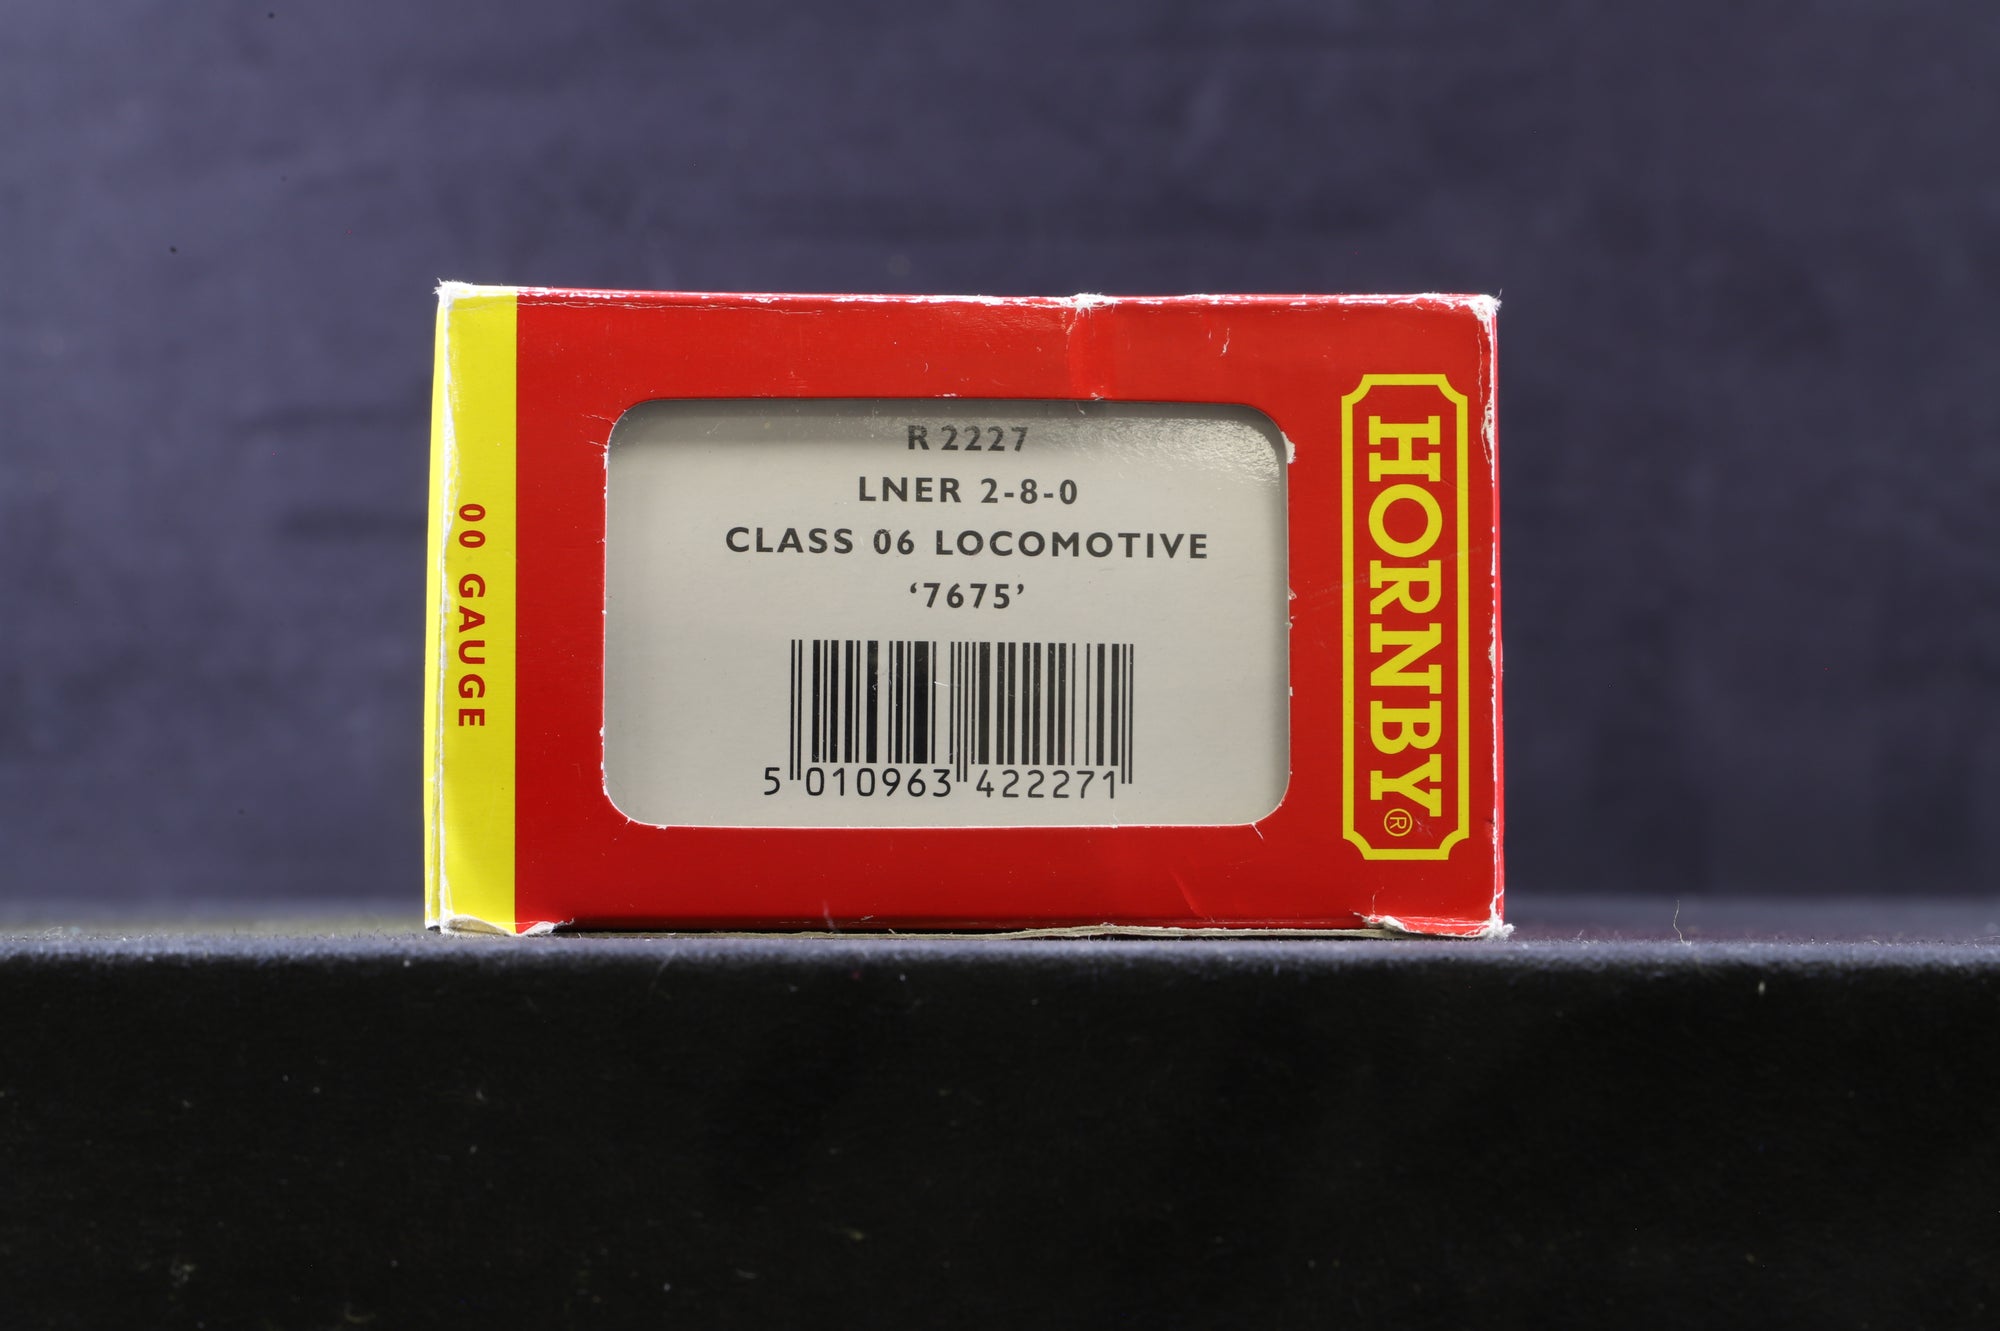 R 2227
LNER 2-8-0
CLASS 06 LOCOMOTIVE
‘7675’
5 010963 422271
00 GAUGE
HORNBY®